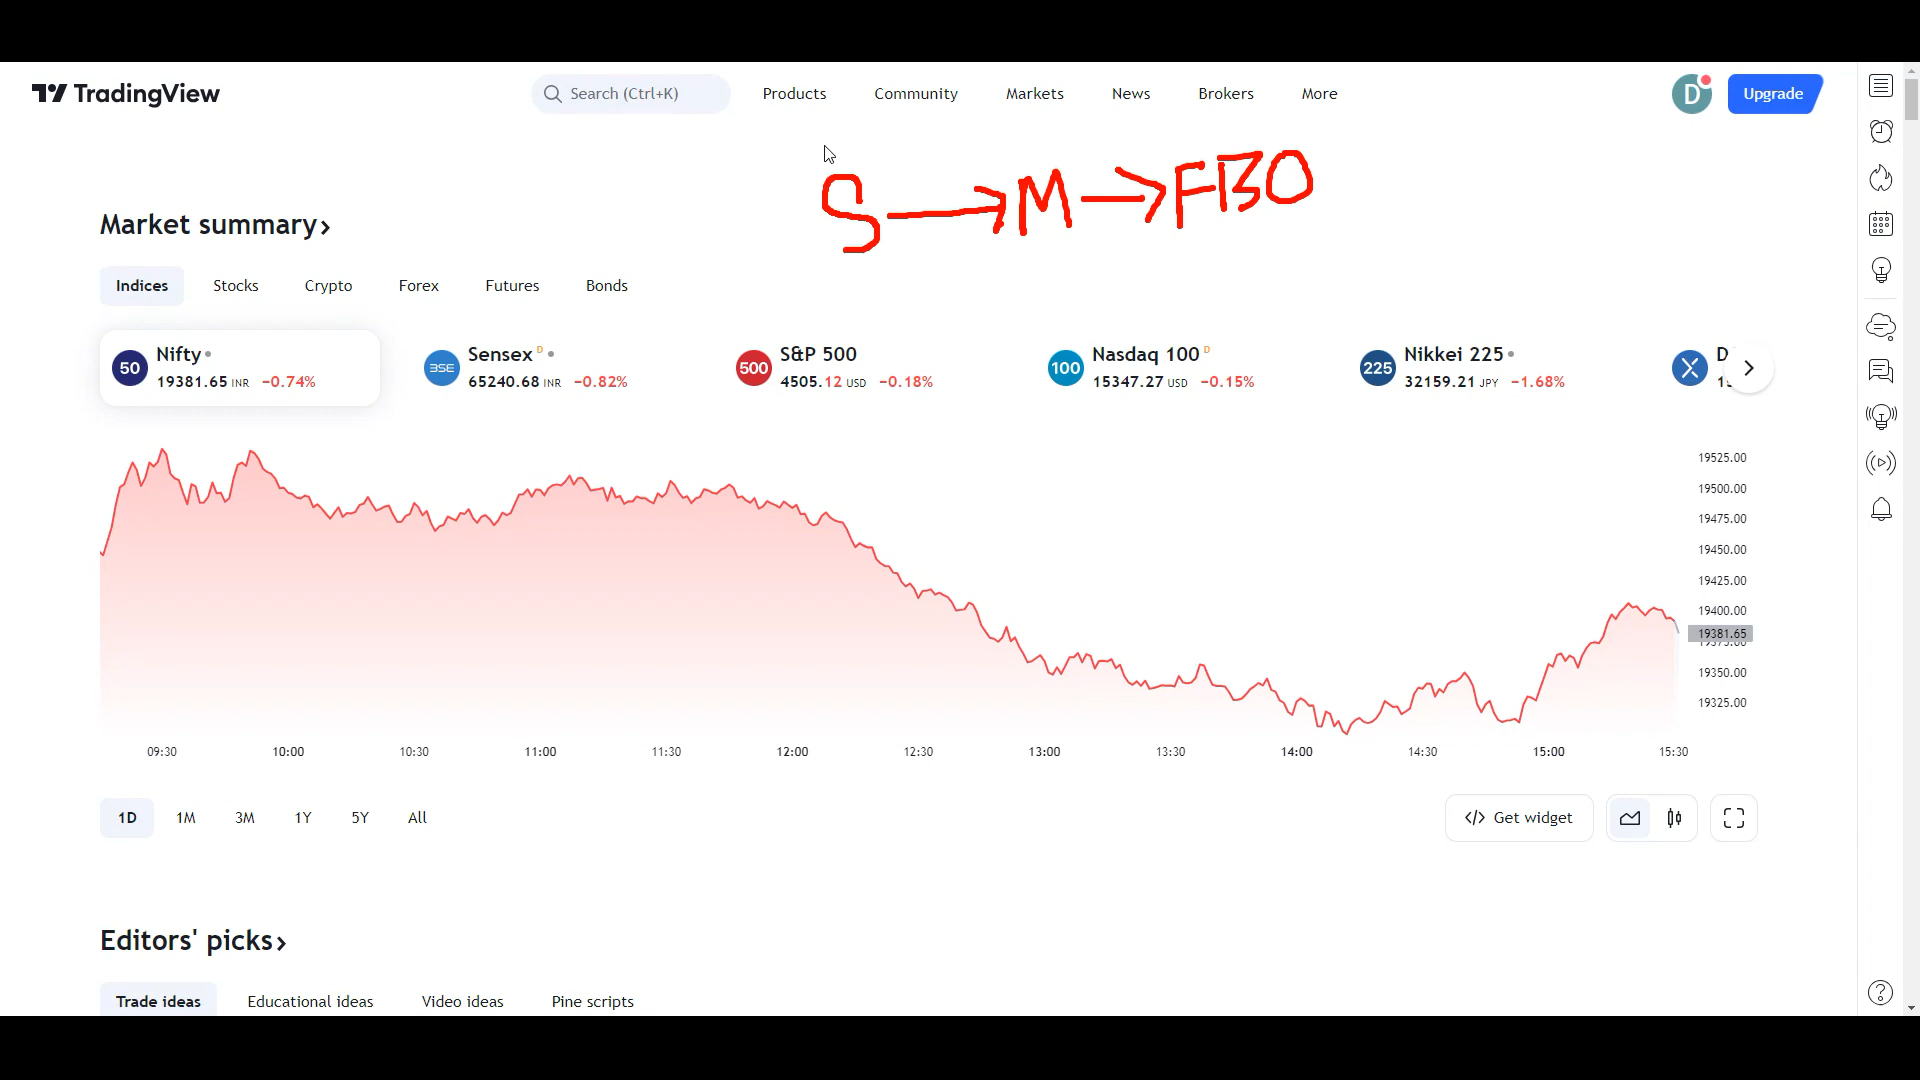 TradingView
Search (Ctrl+K)
Products
Community
Markets
News
Brokers
More
D
Upgrade
S → M → FIBO
Market summary
Indices
Stocks
Crypto
Forex
Futures
Bonds
50 Nifty
19381.65 INR −0.74%
BSE Sensex D
65240.68 INR −0.82%
500 S&P 500
4505.12 USD −0.18%
100 Nasdaq 100 D
15347.27 USD −0.15%
225 Nikkei 225
32159.21 JPY −1.68%
19525.00
19500.00
19475.00
19450.00
19425.00
19400.00
19381.65
19375.00
19350.00
19325.00
09:30
10:00
10:30
11:00
11:30
12:00
12:30
13:00
13:30
14:00
14:30
15:00
15:30
1D
1M
3M
1Y
5Y
All
Get widget
Editors' picks
Trade ideas
Educational ideas
Video ideas
Pine scripts